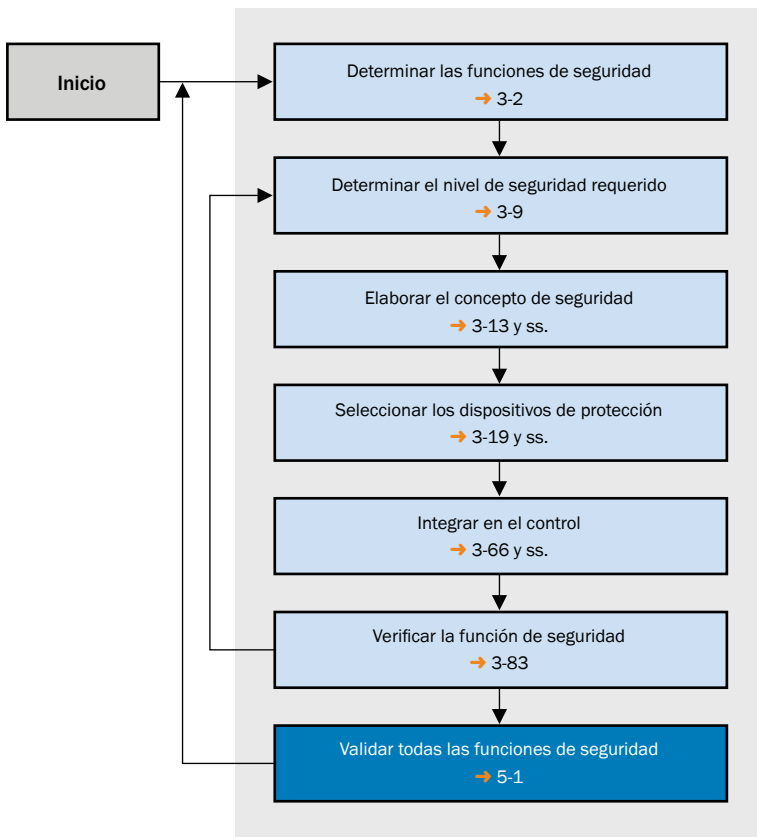 Inicio
Determinar las funciones de seguridad
➜ 3-2
Determinar el nivel de seguridad requerido
➜ 3-9
Elaborar el concepto de seguridad
➜ 3-13 y ss.
Seleccionar los dispositivos de protección
➜ 3-19 y ss.
Integrar en el control
➜ 3-66 y ss.
Verificar la función de seguridad
➜ 3-83
Validar todas las funciones de seguridad
➜ 5-1